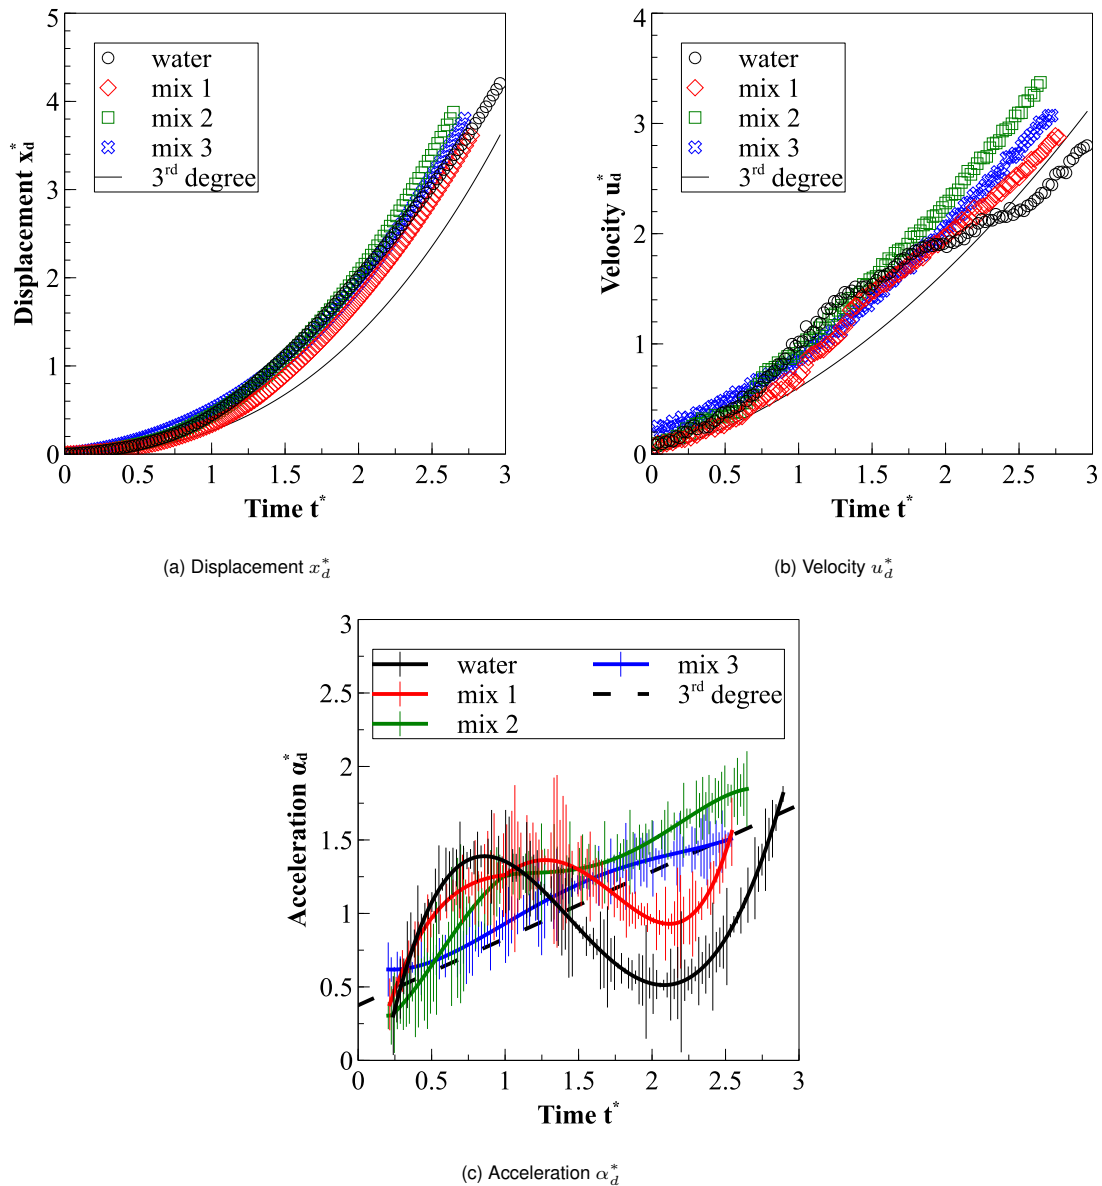 water
mix 1
mix 2
mix 3
3rd degree
Displacement x*d
5
4
3
2
1
0
0 0.5 1 1.5 2 2.5 3
Time t*
(a) Displacement x*d
water
mix 1
mix 2
mix 3
3rd degree
Velocity u*d
4
3
2
1
0
0 0.5 1 1.5 2 2.5 3
Time t*
(b) Velocity u*d
water
mix 1
mix 2
mix 3
3rd degree
Acceleration α*d
3
2.5
2
1.5
1
0.5
0
0 0.5 1 1.5 2 2.5 3
Time t*
(c) Acceleration α*d